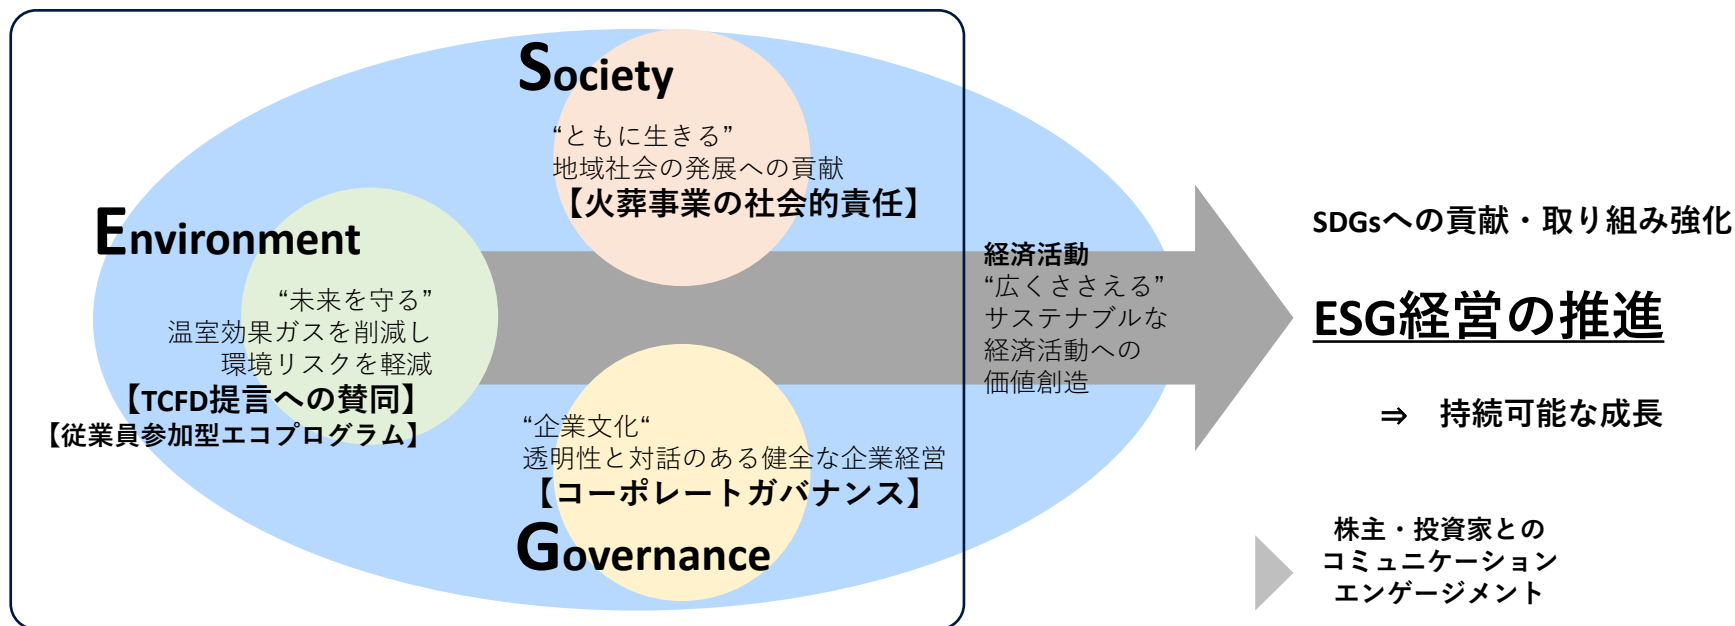 Society
“ともに生きる”
地域社会の発展への貢献
【火葬事業の社会的責任】
Environment
“未来を守る”
温室効果ガスを削減し
環境リスクを軽減
【TCFD提言への賛同】
【従業員参加型エコプログラム】
“企業文化“
透明性と対話のある健全な企業経営
【コーポレートガバナンス】
Governance
経済活動
“広くささえる”
サステナブルな
経済活動への
価値創造
SDGsへの貢献・取り組み強化
ESG経営の推進
⇒　持続可能な成長
株主・投資家との
コミュニケーション
エンゲージメント